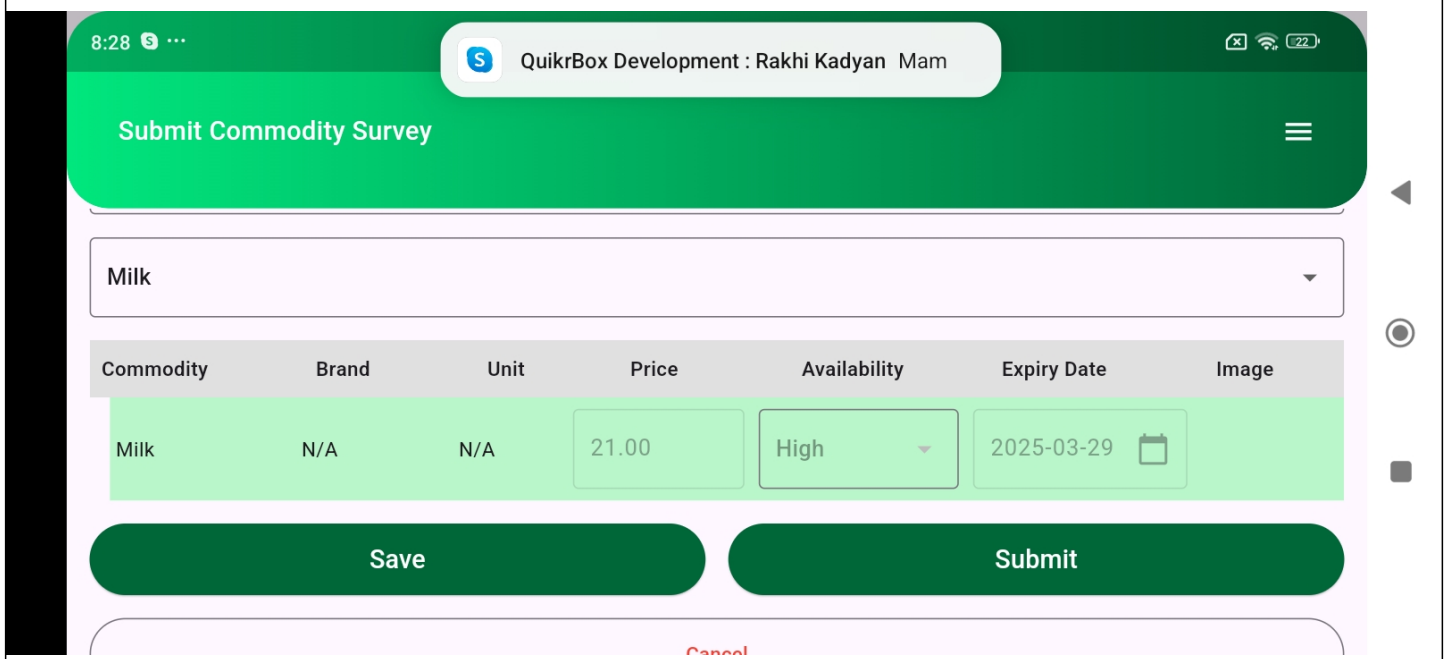 8:28 S ...
S QuikrBox Development : Rakhi Kadyan Mam
22
Submit Commodity Survey
Milk
Commodity Brand Unit Price Availability Expiry Date Image
Milk N/A N/A 21.00 High 2025-03-29
Save Submit
Cancel